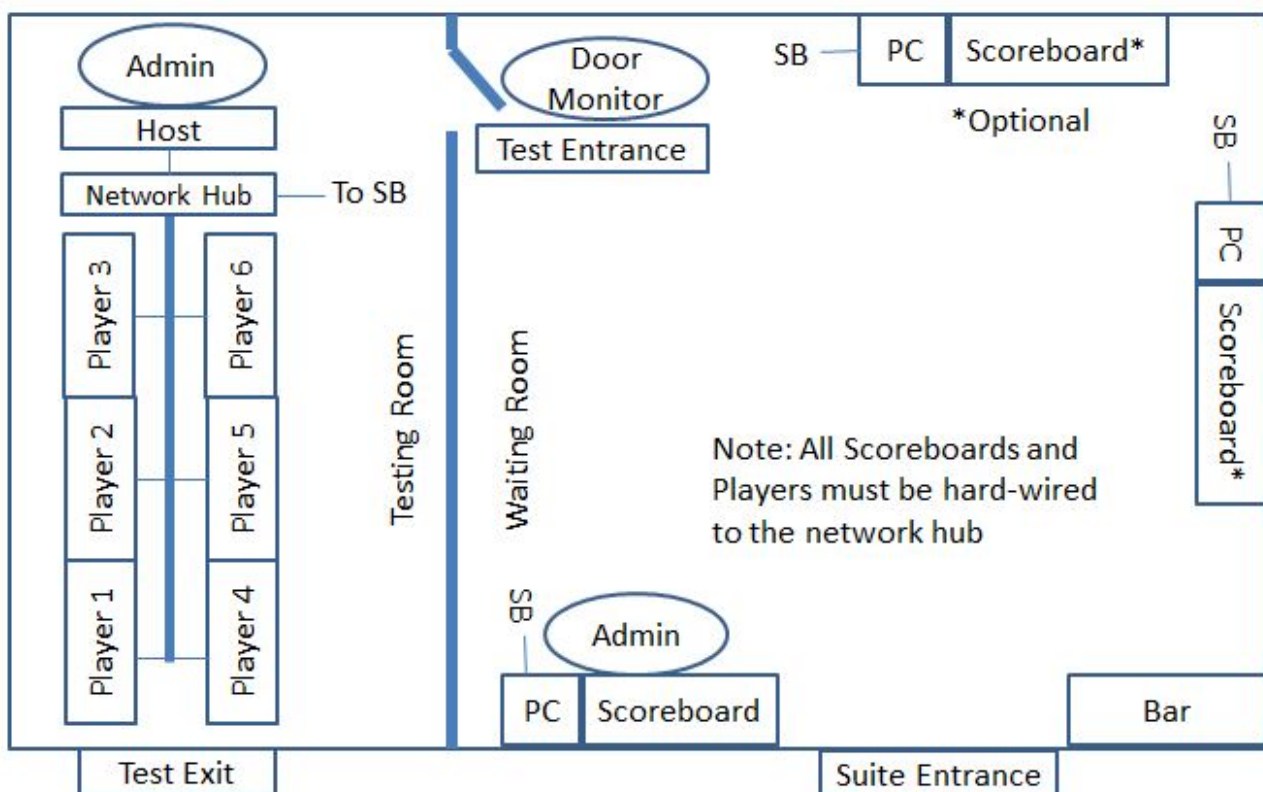 Admin
Host
Network Hub
To SB
Player 3
Player 6
Player 2
Player 5
Player 1
Player 4
Test Exit
Testing Room
Waiting Room
Door
Monitor
Test Entrance
SB
PC
Scoreboard*
*Optional
SB
PC
Scoreboard*
Note: All Scoreboards and
Players must be hard-wired
to the network hub
SB
Admin
PC
Scoreboard
Bar
Suite Entrance